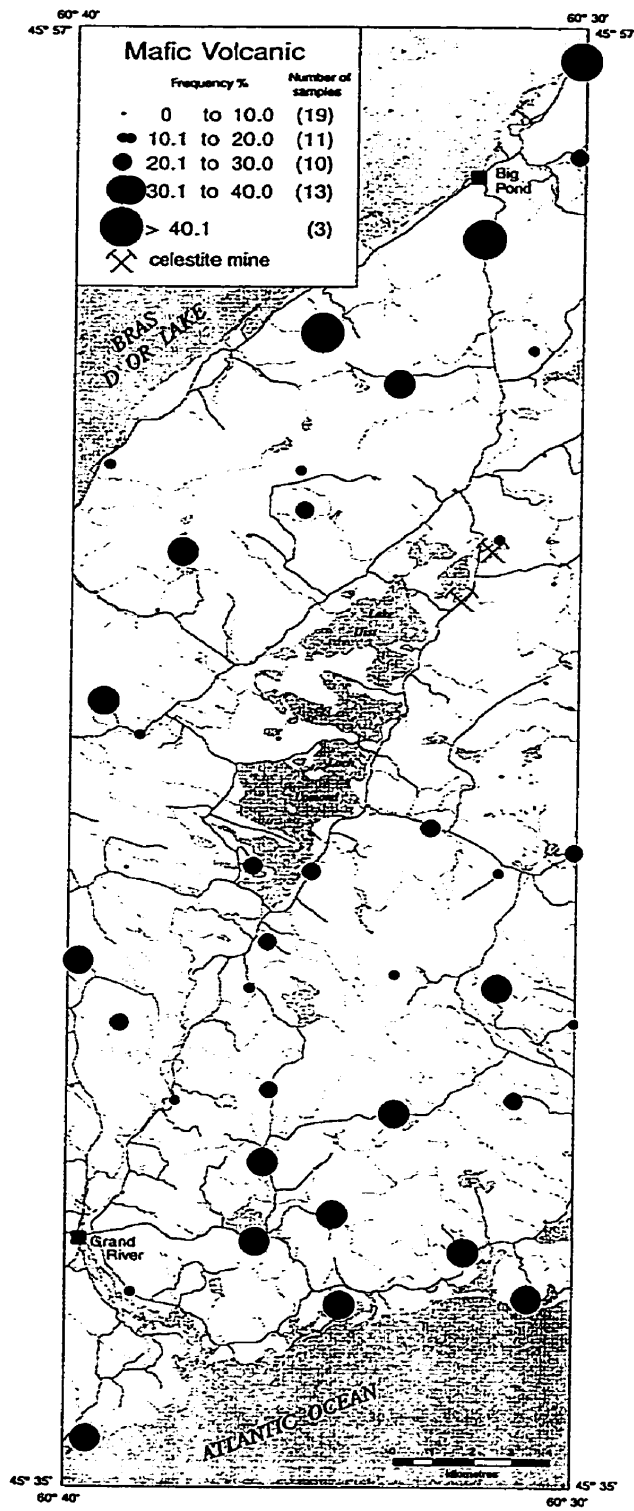 60° 40'
60° 30'
45° 57'
45° 57'
Mafic Volcanic
Frequency %
Number of
samples
0 to 10.0 (19)
10.1 to 20.0 (11)
20.1 to 30.0 (10)
30.1 to 40.0 (13)
> 40.1 (3)
celestite mine
Big
Pond
BRAS
D'OR LAKE
Loch
Lomond
Grand
River
ATLANTIC OCEAN
kilometres
45° 35'
45° 35'
60° 40'
60° 30'